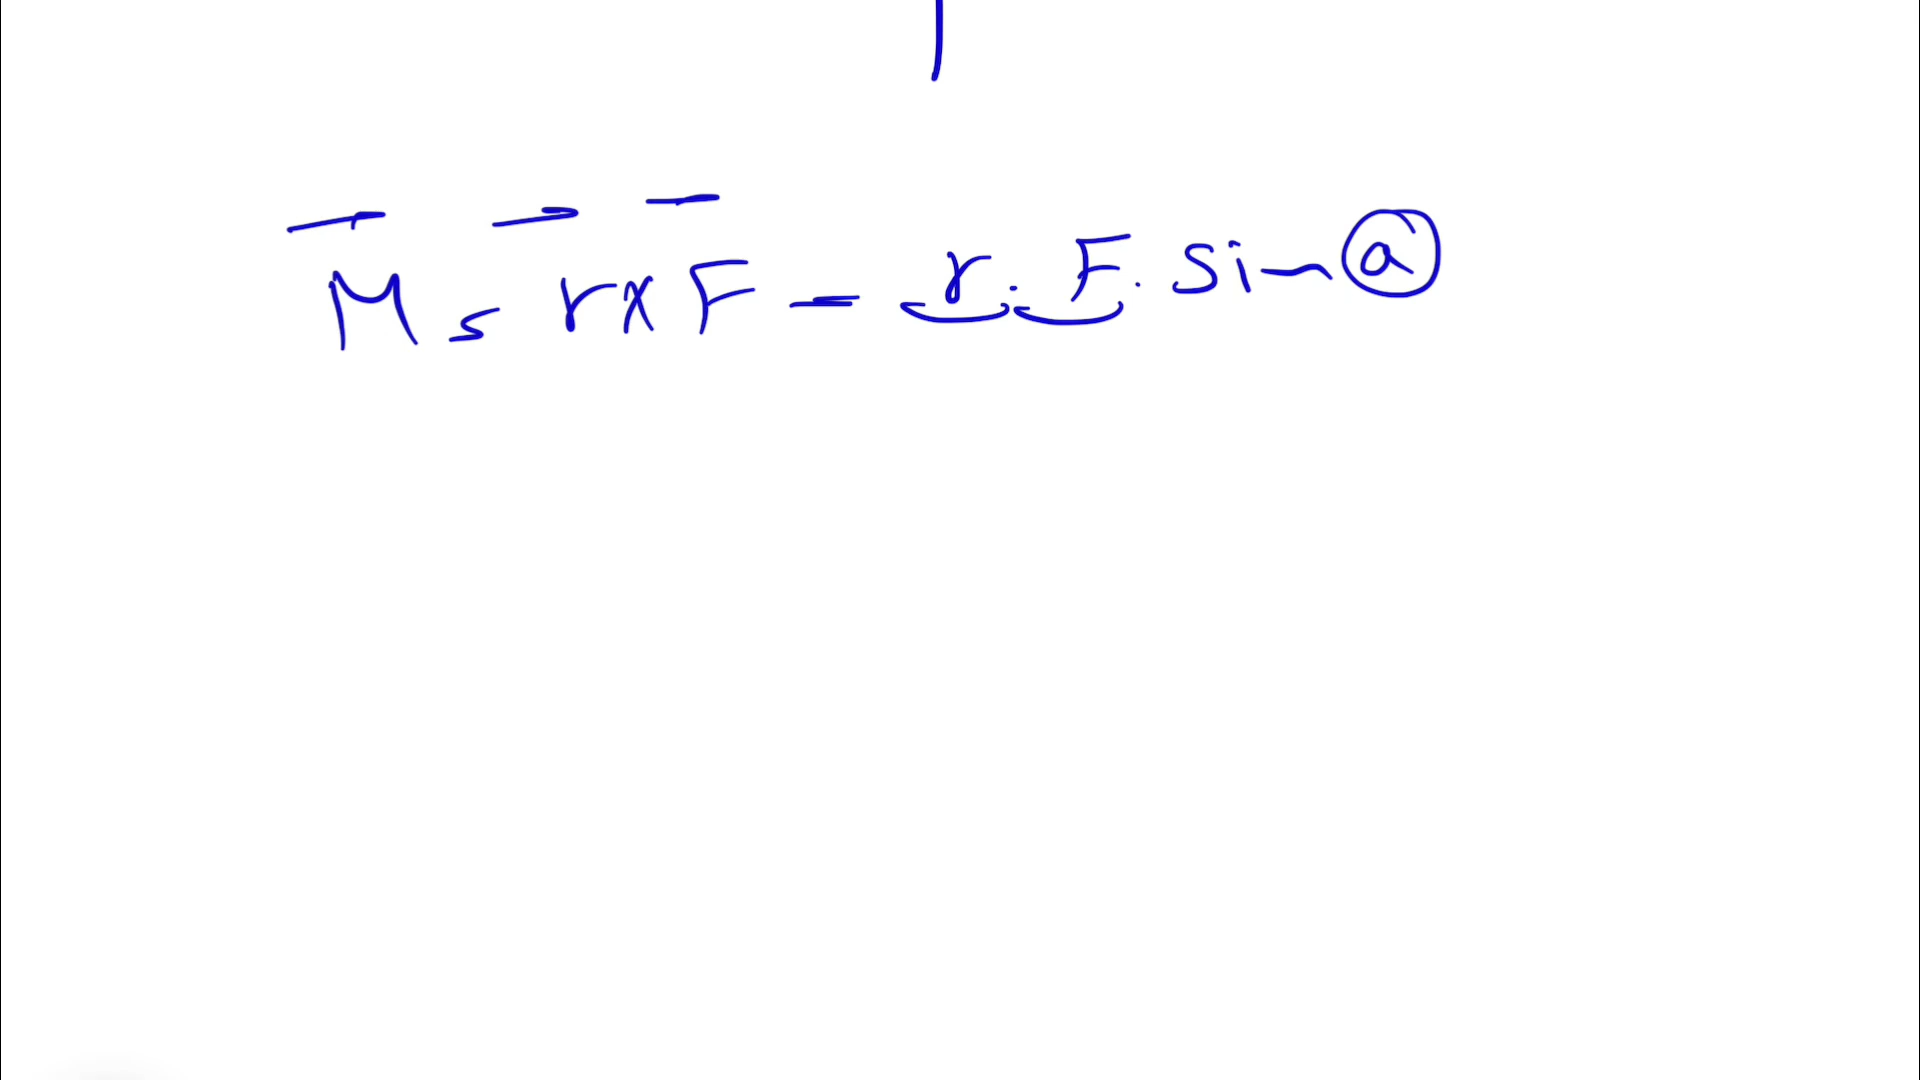 M⃗ = r⃗ x F⃗ = r . F . sin a